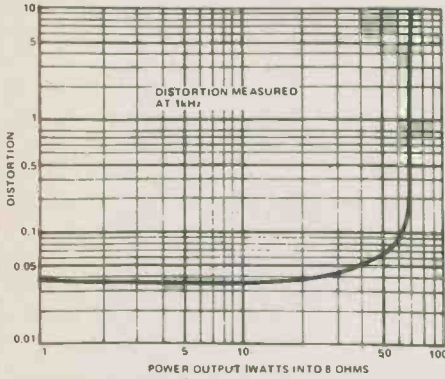 10
5
DISTORTION MEASURED
AT 1kHz
1
0.5
DISTORTION
0.1
0.05
0.01
1 5 10 50 100
POWER OUTPUT (WATTS INTO 8 OHMS